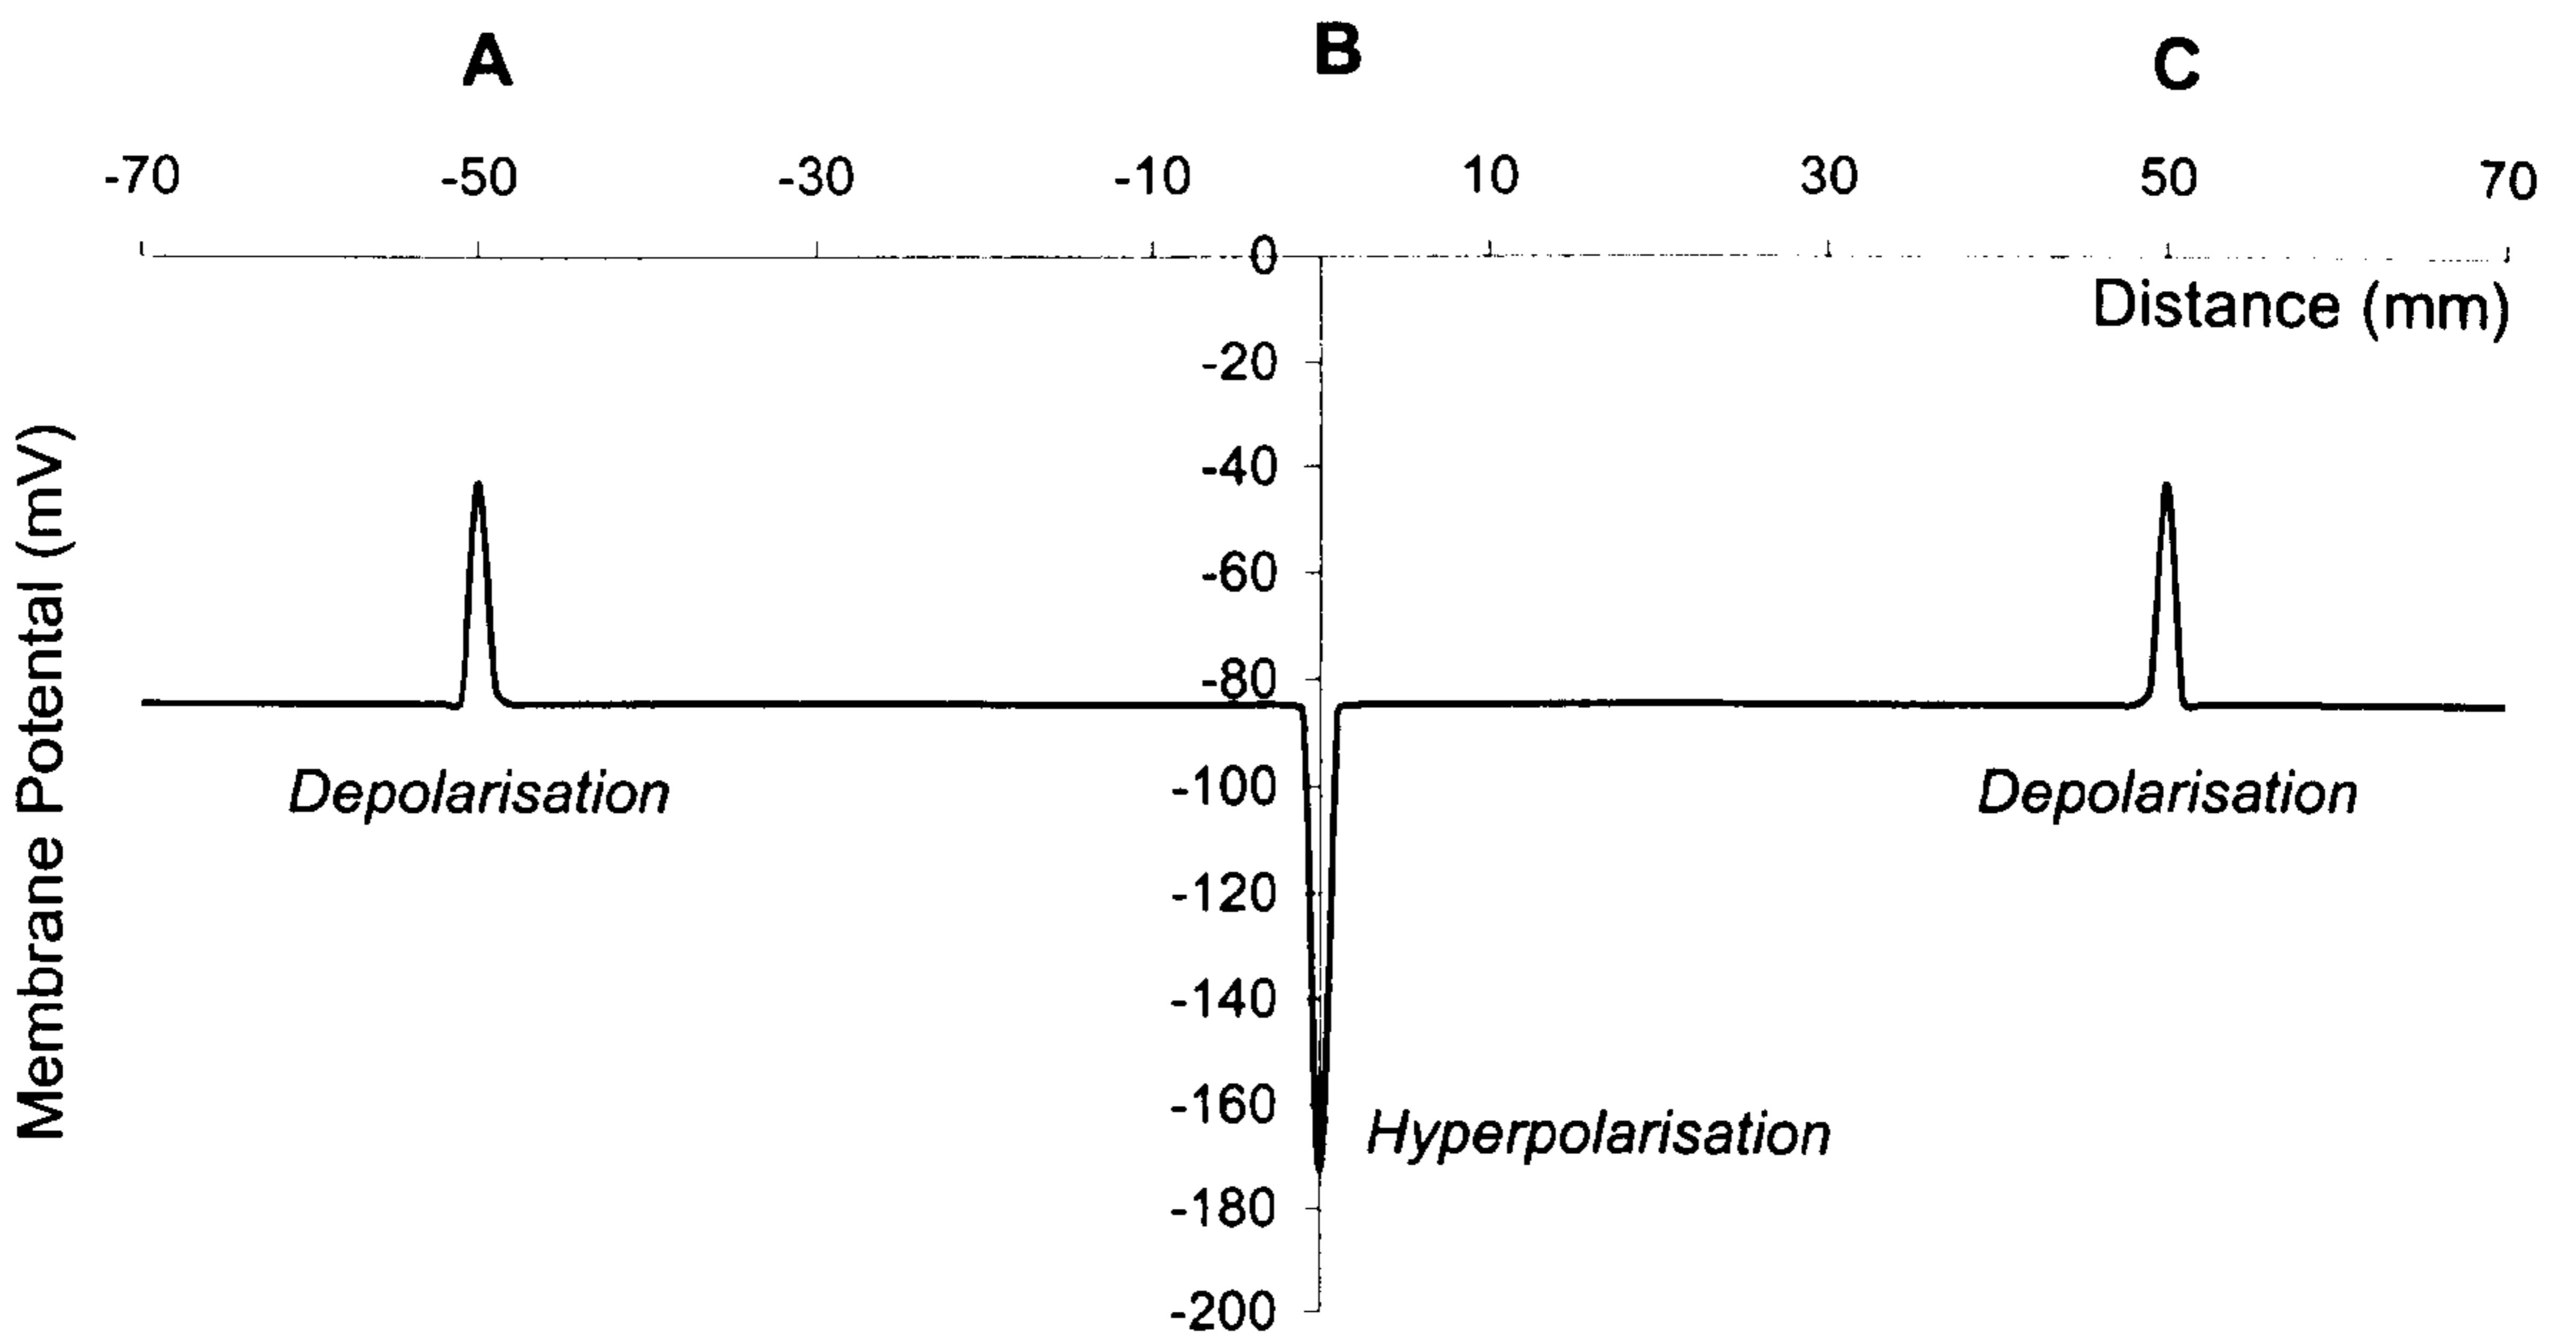 A B C
-70 -50 -30 -10 10 30 50 70
0
Distance (mm)
-20
-40
-60
-80
Membrane Potental (mV)
Depolarisation Depolarisation
-100
-120
-140
-160
Hyperpolarisation
-180
-200